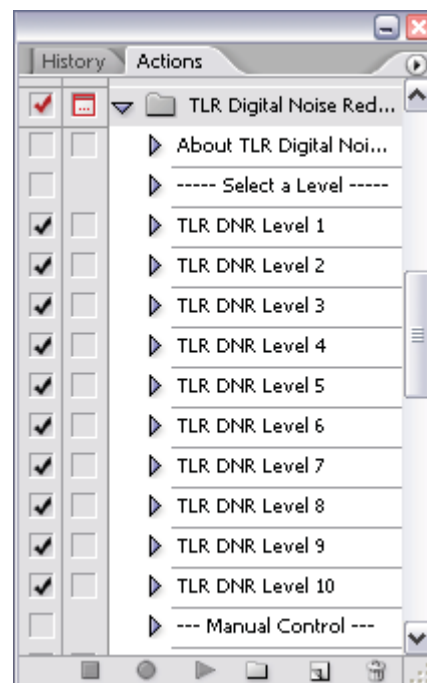 History Actions
TLR Digital Noise Red...
About TLR Digital Noi...
----- Select a Level -----
TLR DNR Level 1
TLR DNR Level 2
TLR DNR Level 3
TLR DNR Level 4
TLR DNR Level 5
TLR DNR Level 6
TLR DNR Level 7
TLR DNR Level 8
TLR DNR Level 9
TLR DNR Level 10
--- Manual Control ---